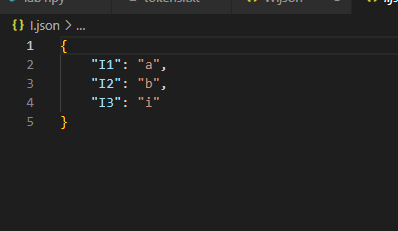 I.json > ...
1 {
2 "I1": "a",
3 "I2": "b",
4 "I3": "i"
5 }